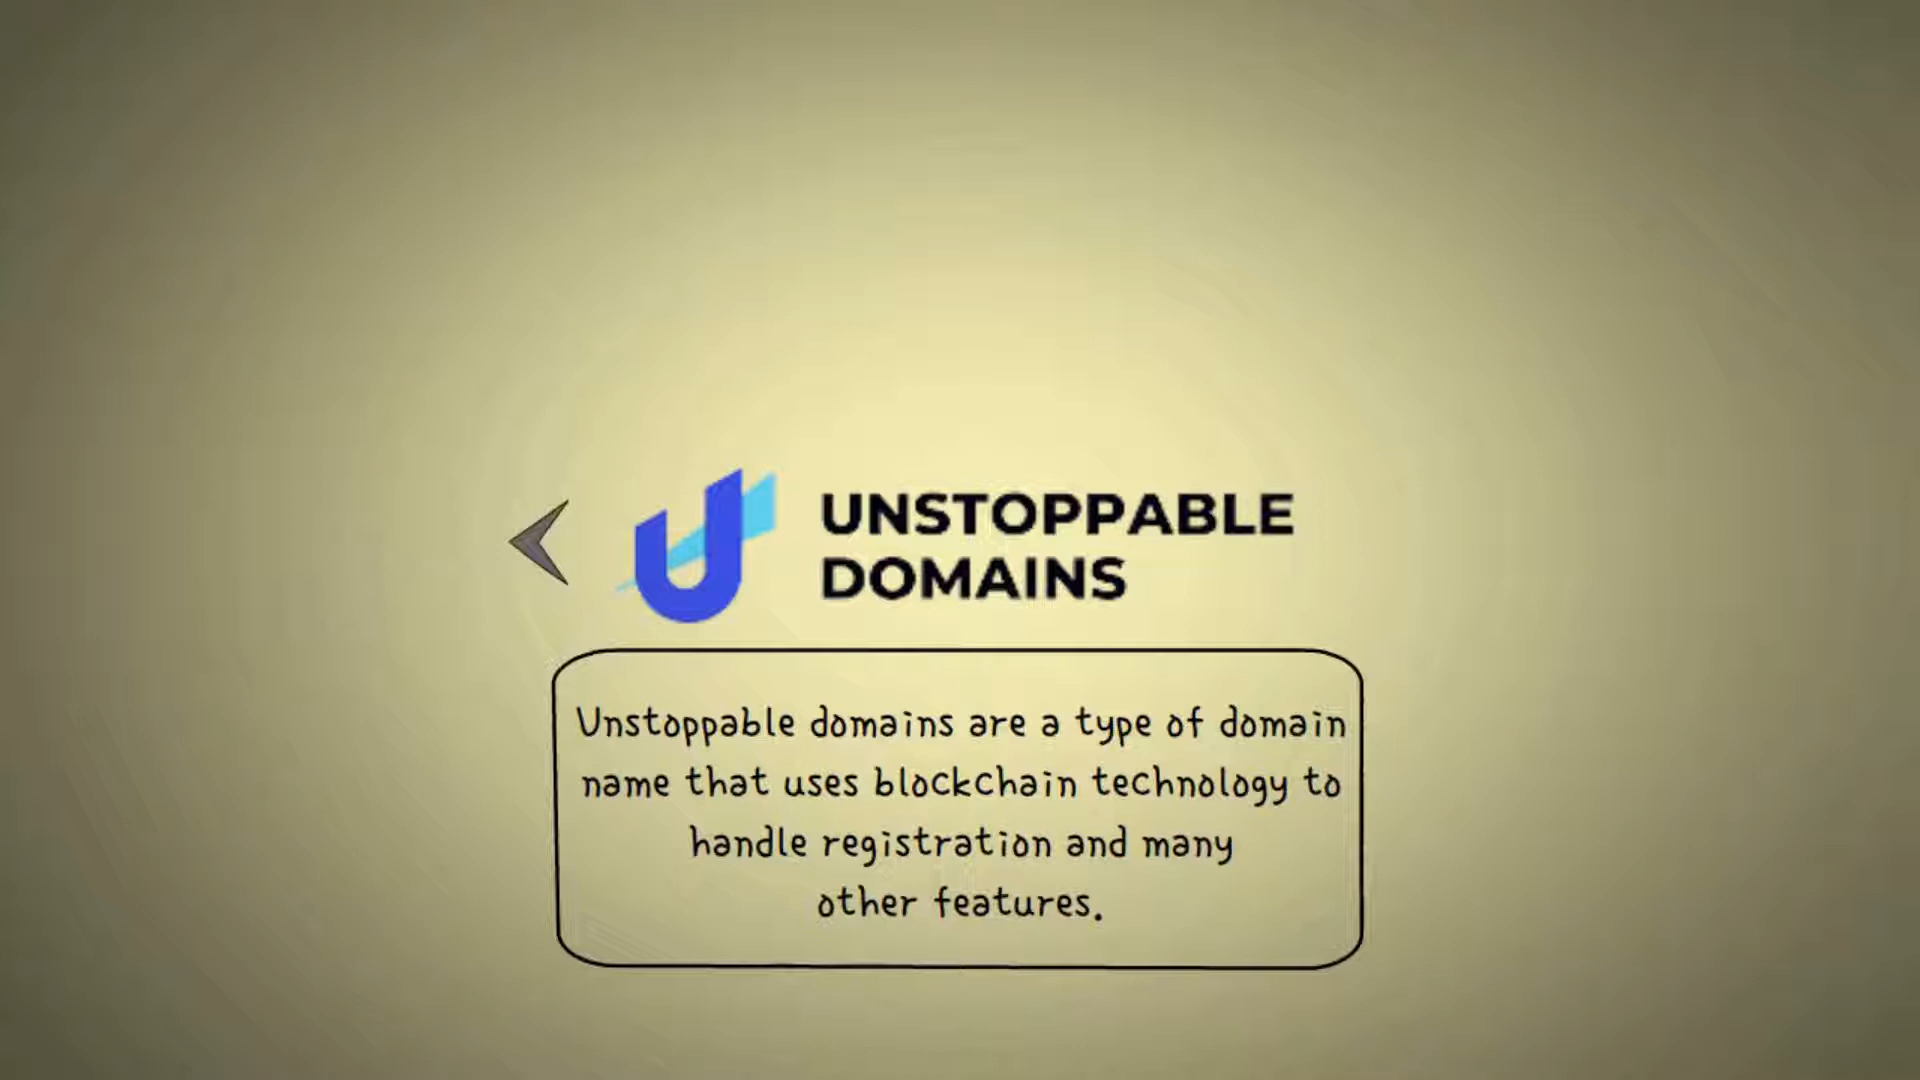 UNSTOPPABLE
DOMAINS
Unstoppable domains are a type of domain
name that uses blockchain technology to
handle registration and many
other features.